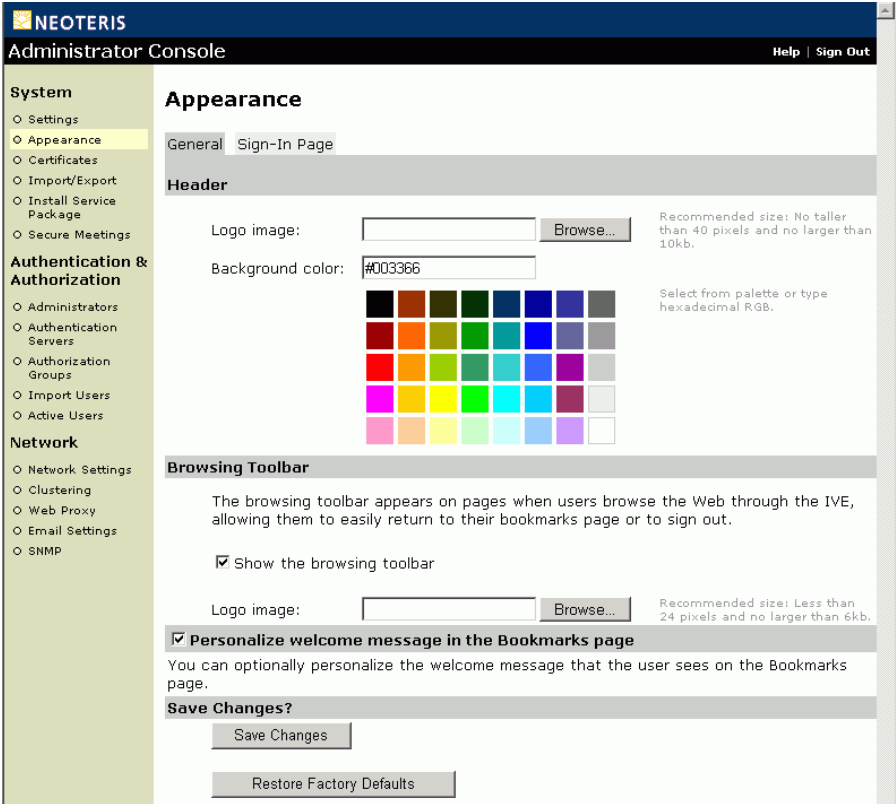 NEOTERIS
Administrator Console
Help | Sign Out
System
Settings
Appearance
Certificates
Import/Export
Install Service
Package
Secure Meetings
Authentication &
Authorization
Administrators
Authentication
Servers
Authorization
Groups
Import Users
Active Users
Network
Network Settings
Clustering
Web Proxy
Email Settings
SNMP
Appearance
General Sign-In Page
Header
Logo image:
Browse...
Recommended size: No taller
than 40 pixels and no larger than
10kb.
Background color:
#003366
Select from palette or type
hexadecimal RGB.
Browsing Toolbar
The browsing toolbar appears on pages when users browse the Web through the IVE,
allowing them to easily return to their bookmarks page or to sign out.
Show the browsing toolbar
Logo image:
Browse...
Recommended size: Less than
24 pixels and no larger than 6kb.
Personalize welcome message in the Bookmarks page
You can optionally personalize the welcome message that the user sees on the Bookmarks
page.
Save Changes?
Save Changes
Restore Factory Defaults